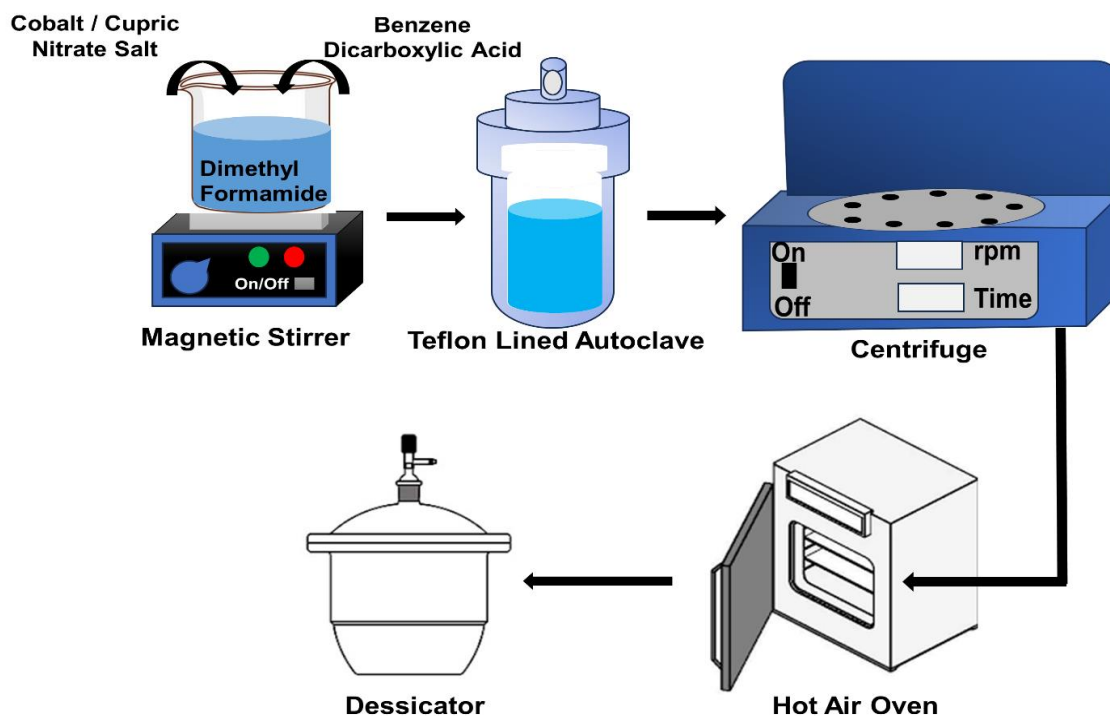 Cobalt / Cupric
Nitrate Salt
Benzene
Dicarboxylic Acid
Dimethyl
Formamide
On/Off
Magnetic Stirrer
Teflon Lined Autoclave
On
Off
rpm
Time
Centrifuge
Dessicator
Hot Air Oven